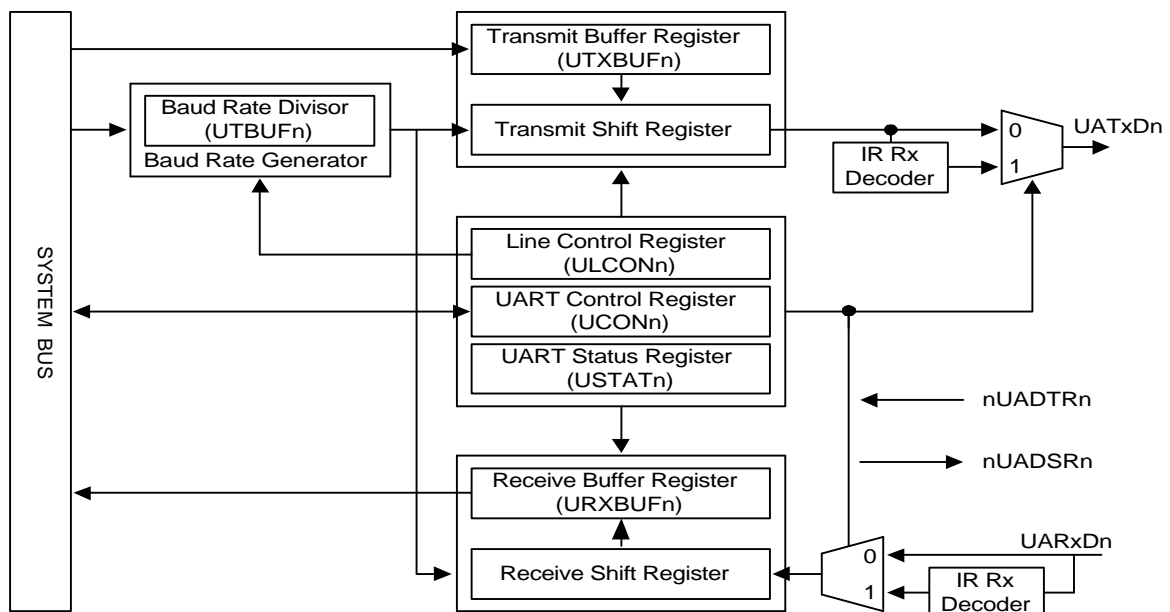 Transmit Buffer Register
(UTXBUFn)
Baud Rate Divisor
(UTBUFn)
Baud Rate Generator
Transmit Shift Register
0
1
UATxDn
IR Rx
Decoder
SYSTEM BUS
Line Control Register
(ULCONn)
UART Control Register
(UCONn)
UART Status Register
(USTATn)
nUADTRn
nUADSRn
Receive Buffer Register
(URXBUFn)
Receive Shift Register
0
1
UARxDn
IR Rx
Decoder